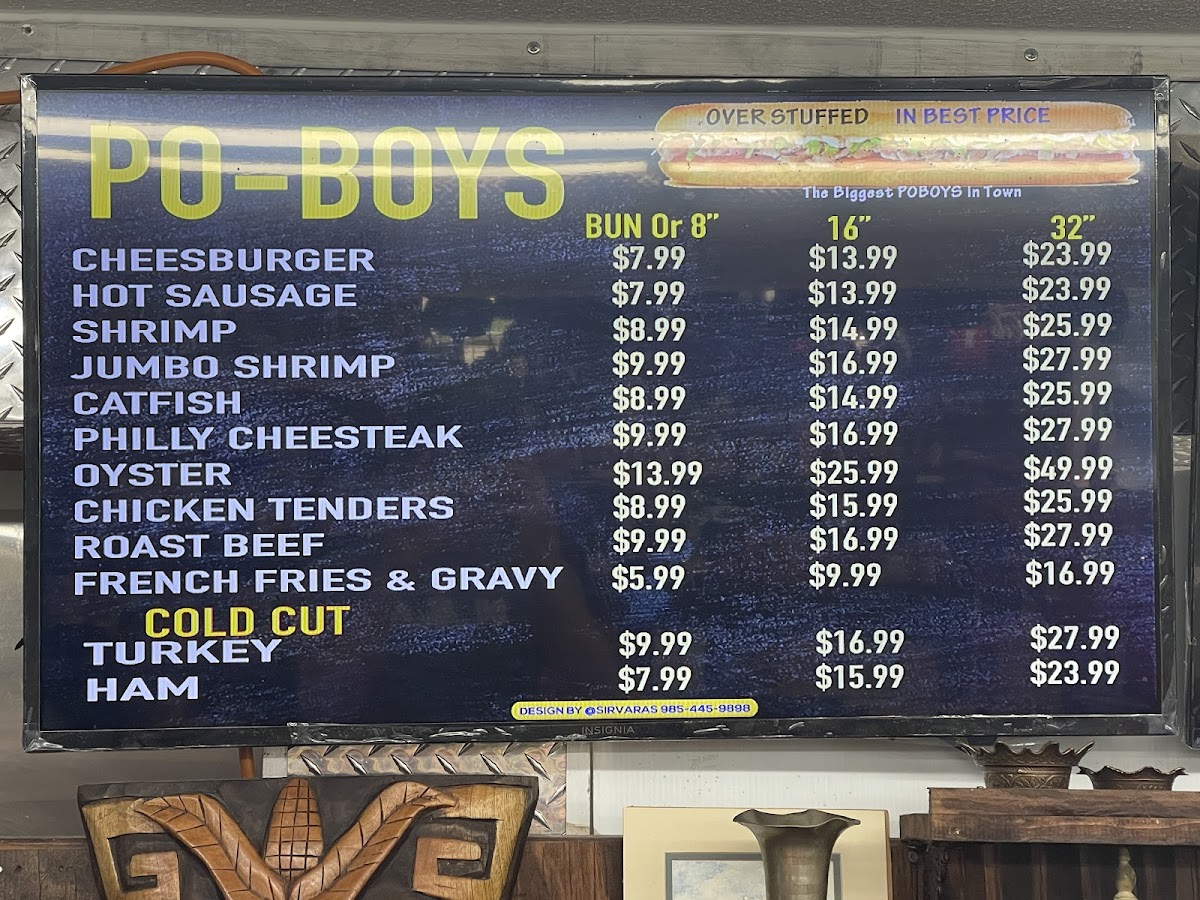 OVER STUFFED IN BEST PRICE
PO-BOYS
The Biggest POBOYS In Town
BUN Or 8” 16” 32”
CHEESBURGER $7.99 $13.99 $23.99
HOT SAUSAGE $7.99 $13.99 $23.99
SHRIMP $8.99 $14.99 $25.99
JUMBO SHRIMP $9.99 $16.99 $27.99
CATFISH $8.99 $14.99 $25.99
PHILLY CHEESTEAK $9.99 $16.99 $27.99
OYSTER $13.99 $25.99 $49.99
CHICKEN TENDERS $8.99 $15.99 $25.99
ROAST BEEF $9.99 $16.99 $27.99
FRENCH FRIES & GRAVY $5.99 $9.99 $16.99
COLD CUT
TURKEY $9.99 $16.99 $27.99
HAM $7.99 $15.99 $23.99
DESIGN BY @SIRVARAS 985-445-9898
INSIGNIA